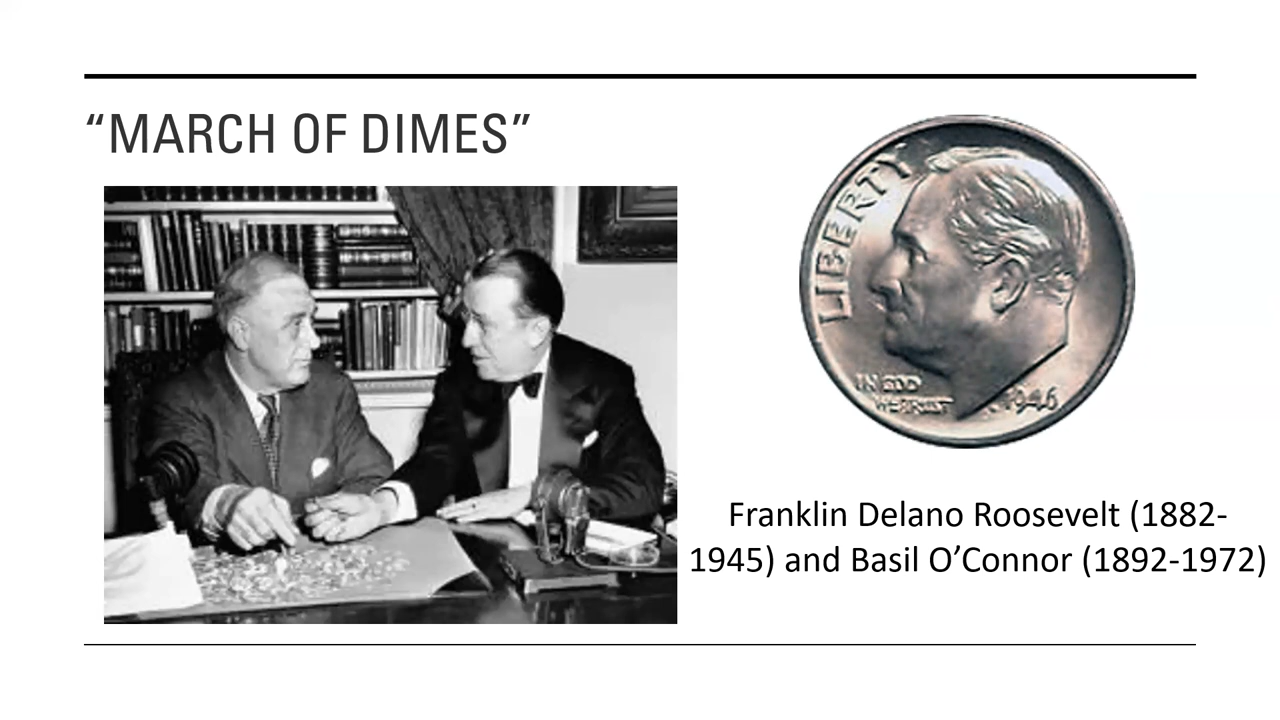 “MARCH OF DIMES”
LIBERTY
IN GOD
WE TRUST
1946
Franklin Delano Roosevelt (1882-
1945) and Basil O’Connor (1892-1972)